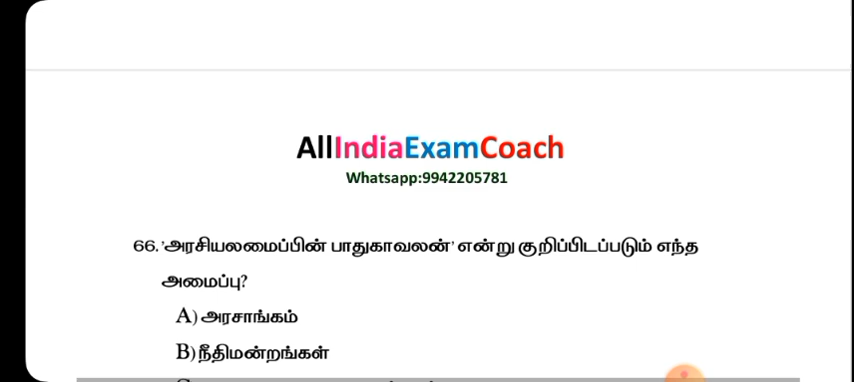 AllIndiaExamCoach
Whatsapp:9942205781
66.'அரசியலமைப்பின் பாதுகாவலன்' என்று குறிப்பிடப்படும் எந்த
அமைப்பு?
A) அரசாங்கம்
B) நீதிமன்றங்கள்